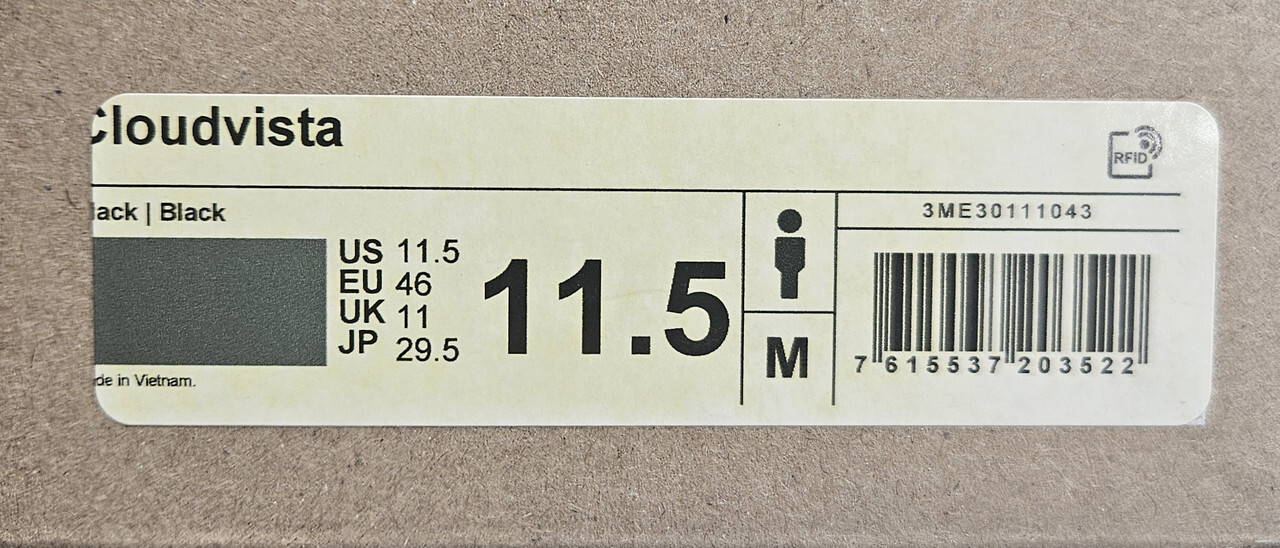 Cloudvista
RFID
lack | Black
3ME30111043
US 11.5
EU 46
UK 11
JP 29.5
11.5
M
7 615537 203522
de in Vietnam.